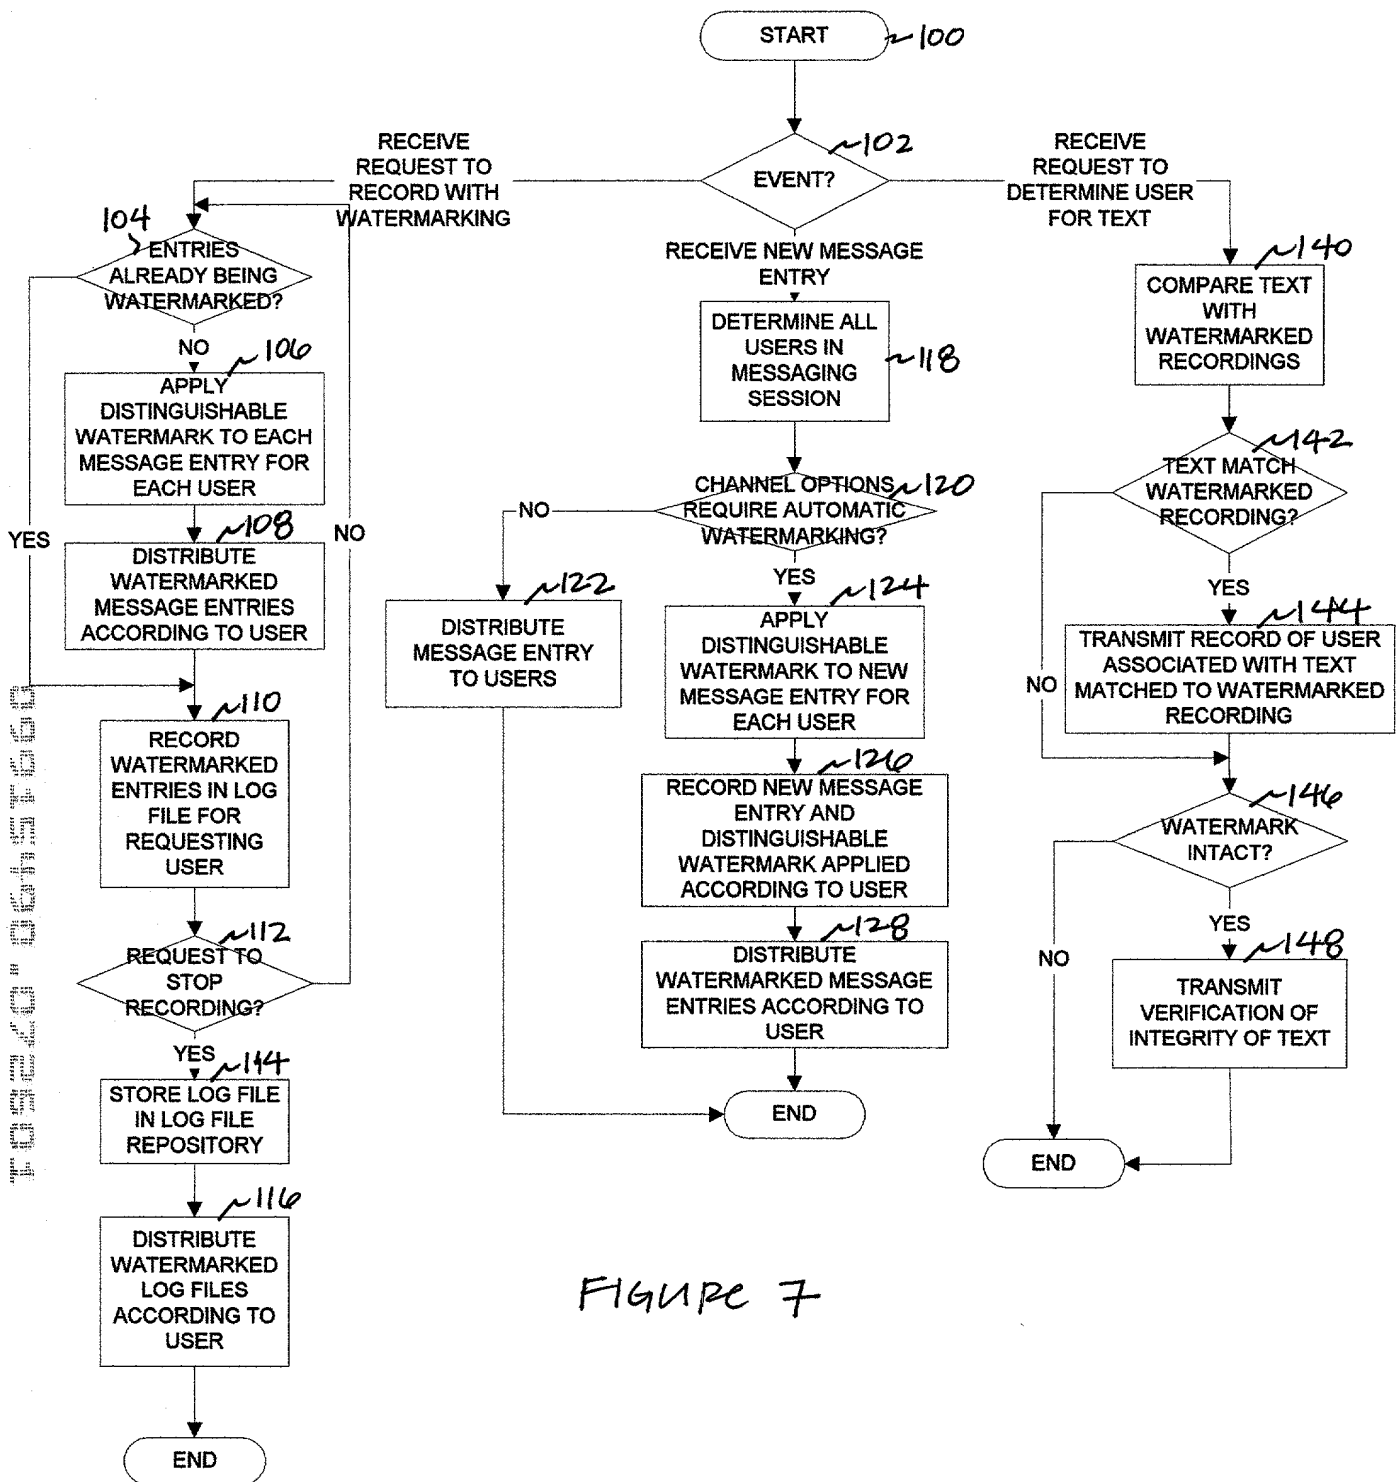 START
~100
RECEIVE
REQUEST TO
RECORD WITH
WATERMARKING
~102
EVENT?
RECEIVE
REQUEST TO
DETERMINE USER
FOR TEXT
104
ENTRIES
ALREADY BEING
WATERMARKED?
NO
YES
~106
APPLY
DISTINGUISHABLE
WATERMARK TO EACH
MESSAGE ENTRY FOR
EACH USER
~108
DISTRIBUTE
WATERMARKED
MESSAGE ENTRIES
ACCORDING TO USER
NO
~110
RECORD
WATERMARKED
ENTRIES IN LOG
FILE FOR
REQUESTING
USER
~112
REQUEST TO
STOP
RECORDING?
YES
~114
STORE LOG FILE
IN LOG FILE
REPOSITORY
~116
DISTRIBUTE
WATERMARKED
LOG FILES
ACCORDING TO
USER
END
RECEIVE NEW MESSAGE
ENTRY
DETERMINE ALL
USERS IN
MESSAGING
SESSION
~118
CHANNEL OPTIONS
REQUIRE AUTOMATIC
WATERMARKING?
~120
NO
~122
DISTRIBUTE
MESSAGE ENTRY
TO USERS
YES
~124
APPLY
DISTINGUISHABLE
WATERMARK TO NEW
MESSAGE ENTRY FOR
EACH USER
~126
RECORD NEW MESSAGE
ENTRY AND
DISTINGUISHABLE
WATERMARK APPLIED
ACCORDING TO USER
~128
DISTRIBUTE
WATERMARKED MESSAGE
ENTRIES ACCORDING TO
USER
END
~140
COMPARE TEXT
WITH
WATERMARKED
RECORDINGS
~142
TEXT MATCH
WATERMARKED
RECORDING?
NO
YES
~144
TRANSMIT RECORD OF USER
ASSOCIATED WITH TEXT
MATCHED TO WATERMARKED
RECORDING
~146
WATERMARK
INTACT?
NO
YES
~148
TRANSMIT
VERIFICATION OF
INTEGRITY OF TEXT
END
FIGURE 7